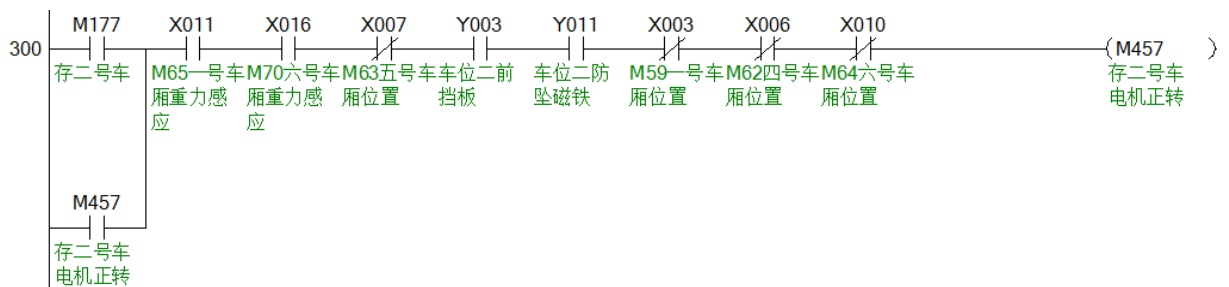 M177 X011 X016 X007 Y003 Y011 X003 X006 X010
300 (M457 )
存二号车 M65一号车 M70六号车 M63五号车 车位二前 车位二防 M59一号车 M62四号车 M64六号车 存二号车
厢重力感 厢重力感 厢位置 挡板 坠磁铁 厢位置 厢位置 厢位置 电机正转
应 应
M457
存二号车
电机正转